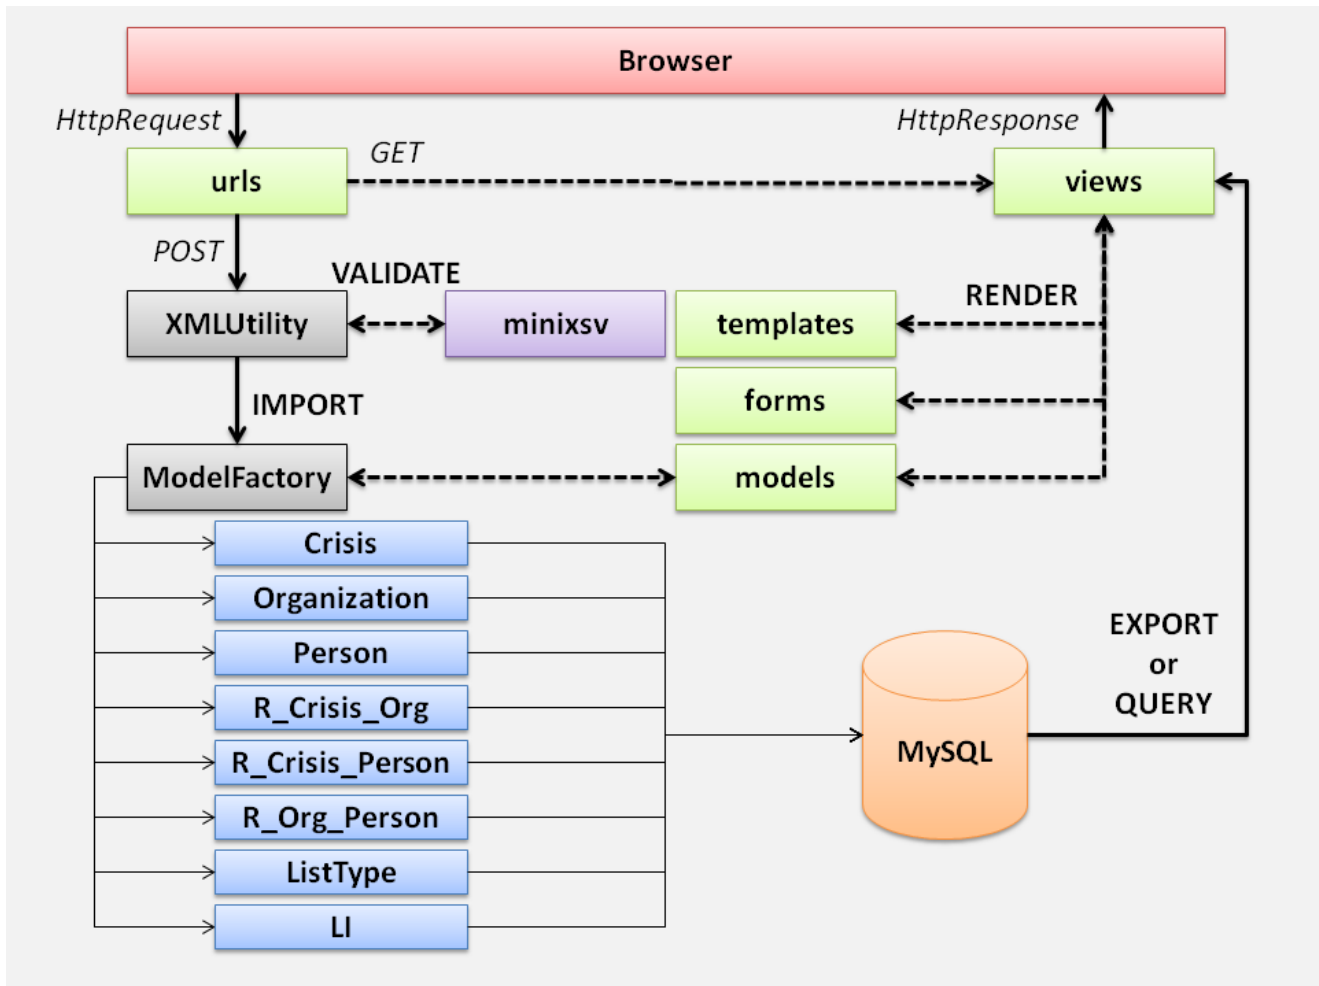 Browser
HttpRequest
HttpResponse
GET
urls
views
POST
VALIDATE
RENDER
XMLUtility
minixsv
templates
IMPORT
forms
ModelFactory
models
Crisis
Organization
Person
R_Crisis_Org
R_Crisis_Person
R_Org_Person
ListType
LI
MySQL
EXPORT
or
QUERY